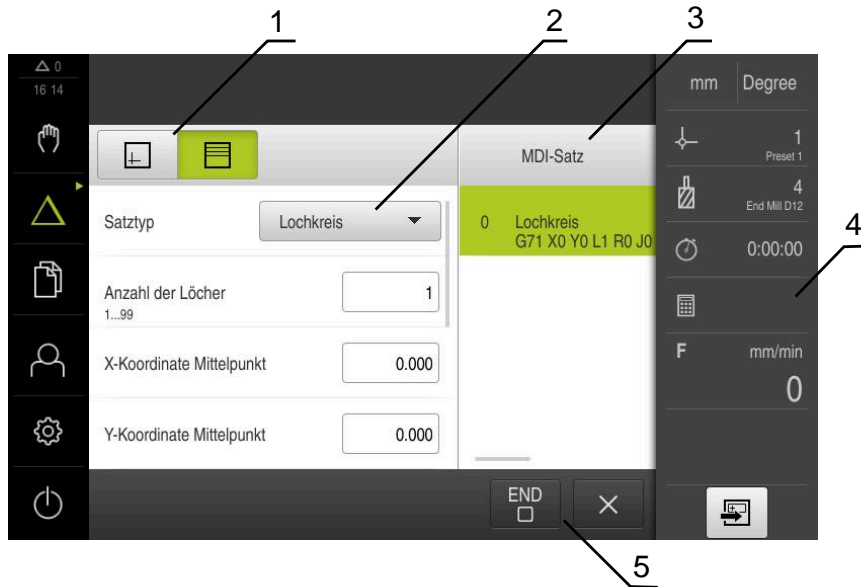 1
2
3
△ 0
16 14
mm Degree
1
Preset 1
MDI-Satz
4
End Mill D12
Satztyp Lochkreis
0 Lochkreis
G71 X0 Y0 L1 R0 J0
4
0:00:00
Anzahl der Löcher 1
1...99
X-Koordinate Mittelpunkt 0.000
F mm/min
0
Y-Koordinate Mittelpunkt 0.000
END
5